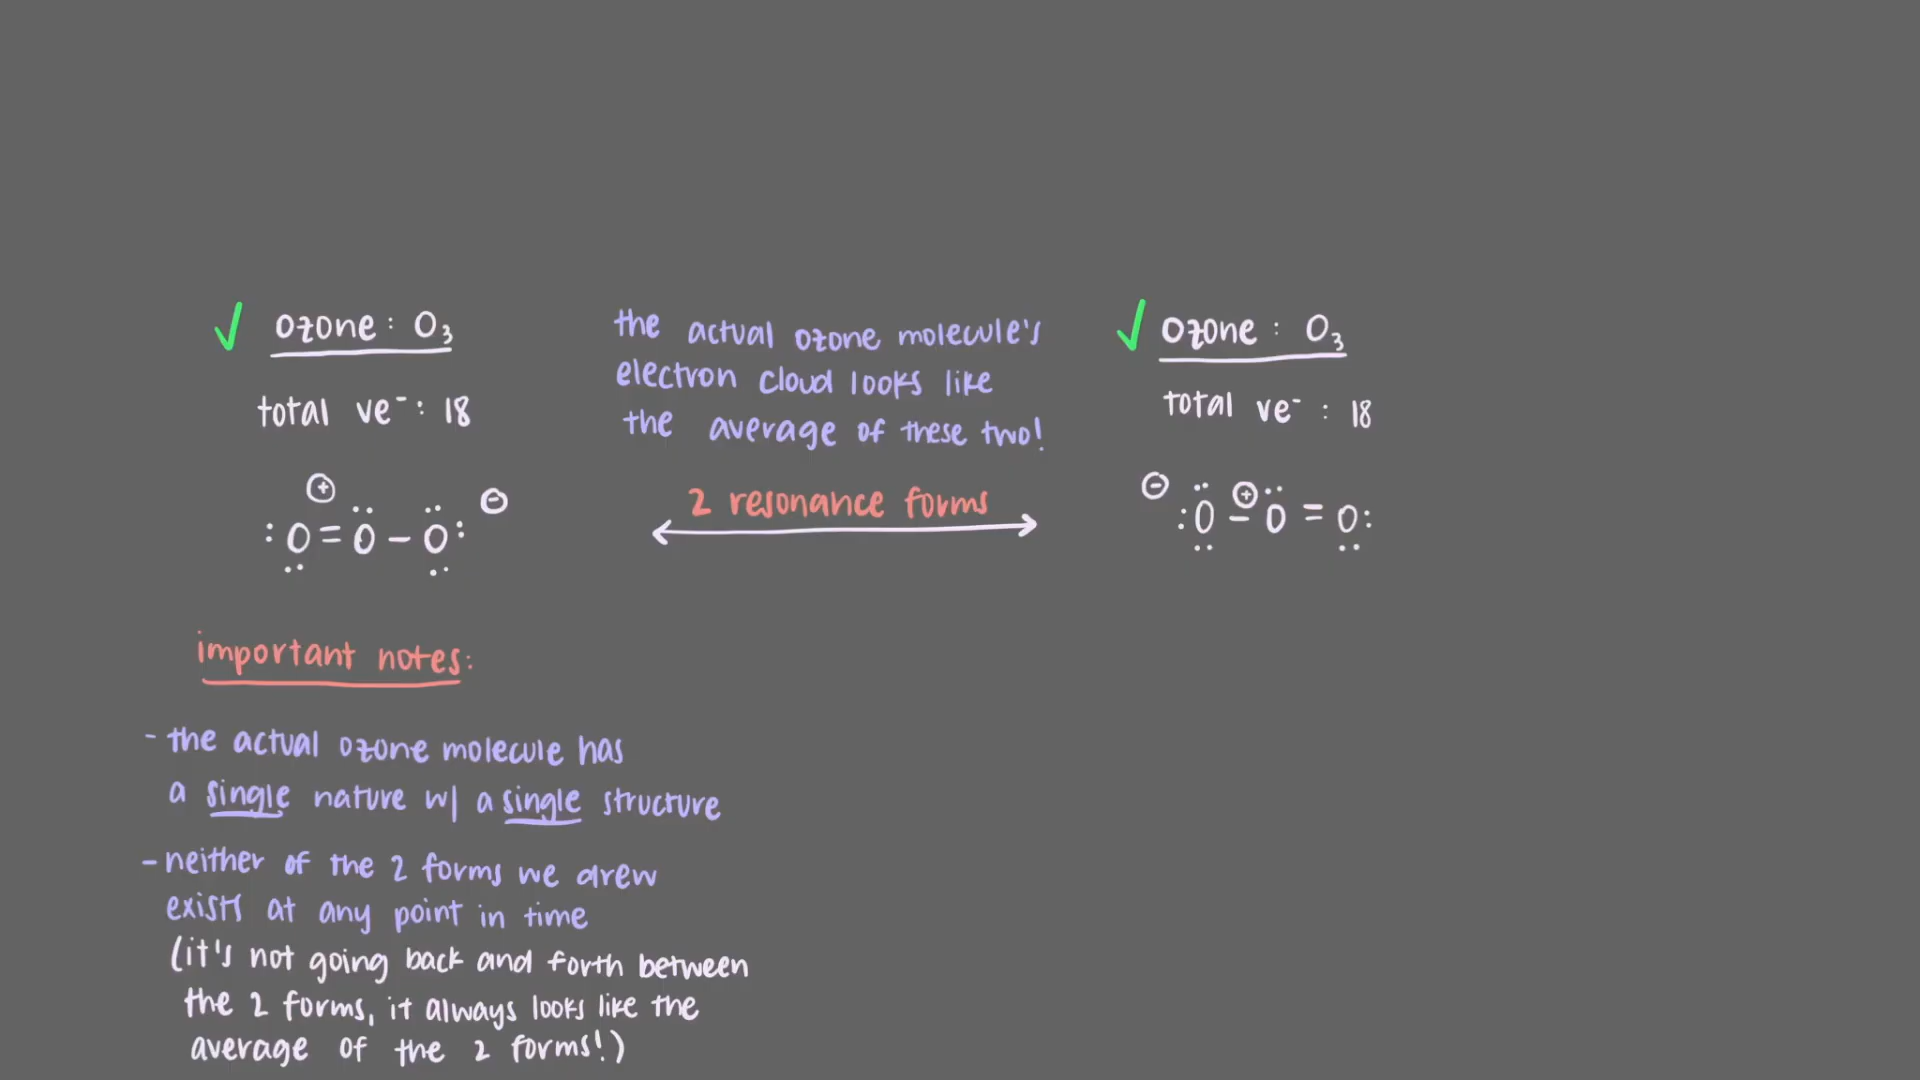 ozone: O₃
total ve⁻: 18
⊕ ⊖
:O=O-O:
the actual ozone molecule's
electron cloud looks like
the average of these two!
2 resonance forms
ozone: O₃
total ve⁻: 18
⊖ ⊕
:O-O=O:
important notes:
- the actual ozone molecule has
a single nature w/ a single structure
- neither of the 2 forms we drew
exists at any point in time
(it's not going back and forth between
the 2 forms, it always looks like the
average of the 2 forms!)